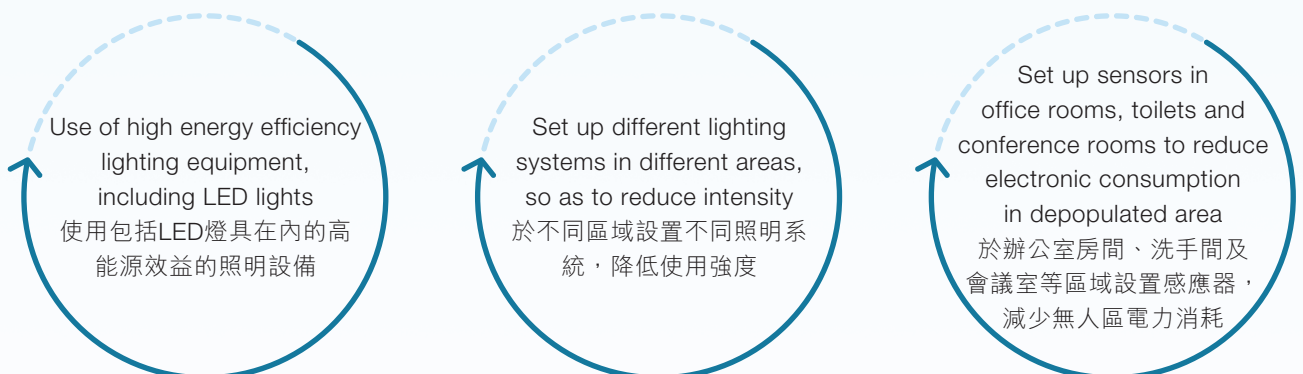 Use of high energy efficiency
lighting equipment,
including LED lights
使用包括LED燈具在內的高
能源效益的照明設備
Set up different lighting
systems in different areas,
so as to reduce intensity
於不同區域設置不同照明系
統，降低使用強度
Set up sensors in
office rooms, toilets and
conference rooms to reduce
electronic consumption
in depopulated area
於辦公室房間、洗手間及
會議室等區域設置感應器，
減少無人區電力消耗